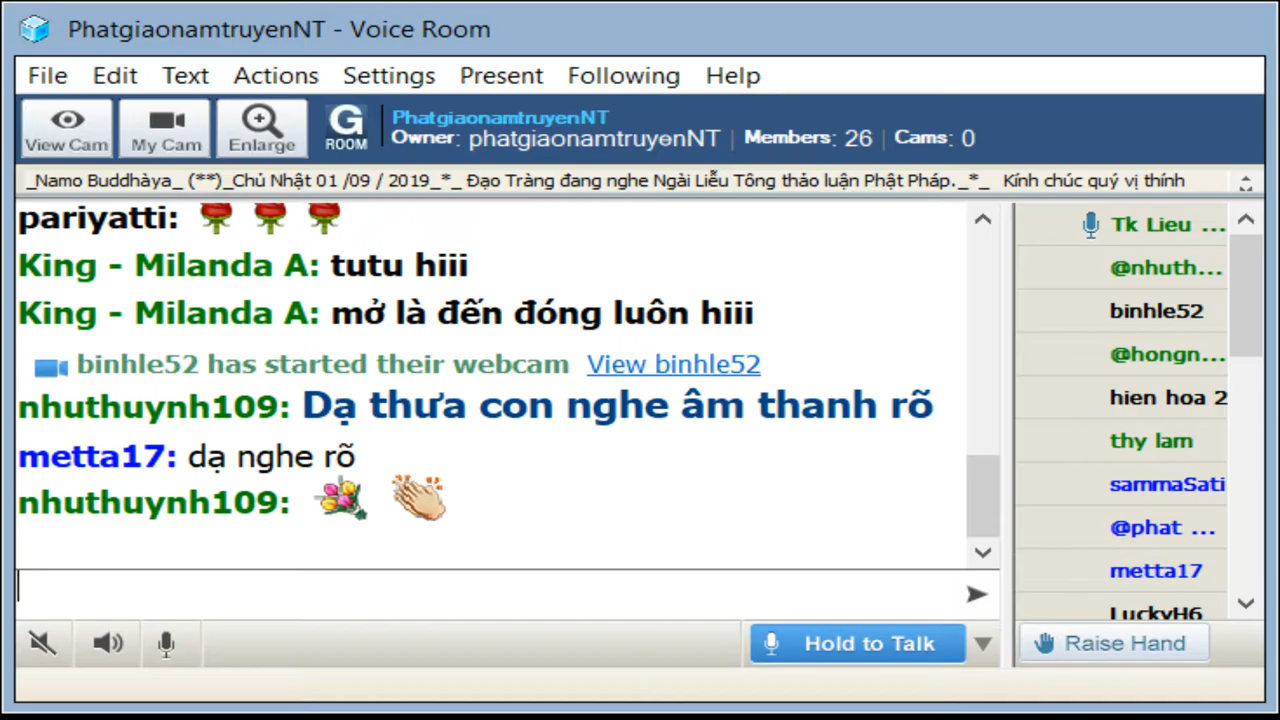 PhatgiaonamtruyenNT - Voice Room
File Edit Text Actions Settings Present Following Help
View Cam My Cam Enlarge G ROOM
PhatgiaonamtruyenNT
Owner: phatgiaonamtruyenNT | Members: 26 | Cams: 0
_Namo Buddhàya_ (**)_Chủ Nhật 01 /09 / 2019_*_ Đạo Tràng đang nghe Ngài Liễu Tông thảo luận Phật Pháp._*_ Kính chúc quý vị thính
pariyatti:
King - Milanda A: tutu hiii
King - Milanda A: mở là đến đóng luôn hiii
binhle52 has started their webcam View binhle52
nhuthuynh109: Dạ thưa con nghe âm thanh rõ
metta17: dạ nghe rõ
nhuthuynh109:
Tk Lieu ...
@nhuth...
binhle52
@hongn...
hien hoa 2
thy lam
sammaSati
@phat ...
metta17
LuckyH6
Hold to Talk
Raise Hand